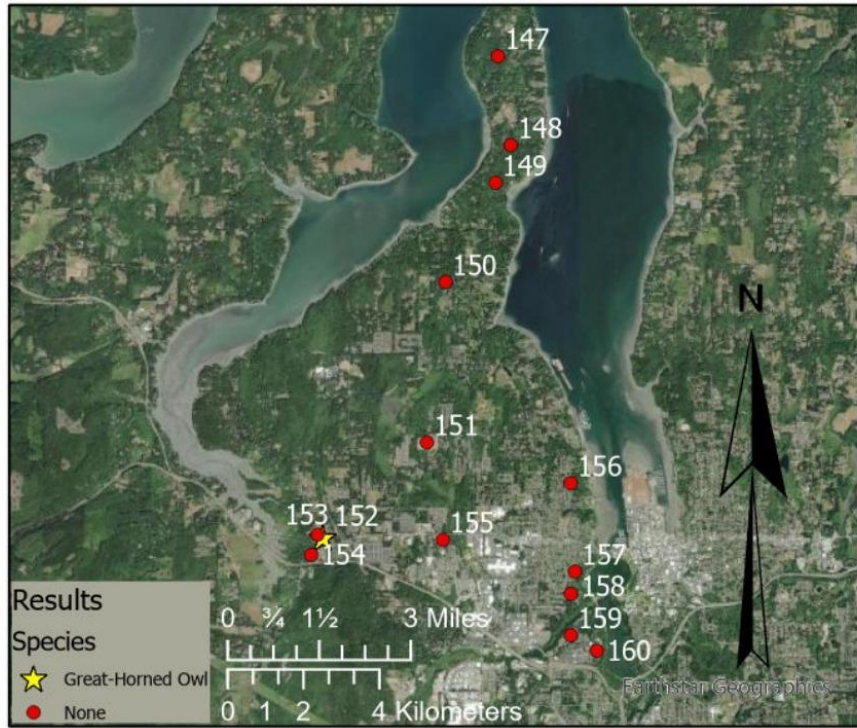 147
148
149
150
N
151
156
153 152
155
154
157
158
159
160
Results
Species
Great-Horned Owl
None
0 ¾ 1½ 3 Miles
0 1 2 4 Kilometers
Earthstar Geographics